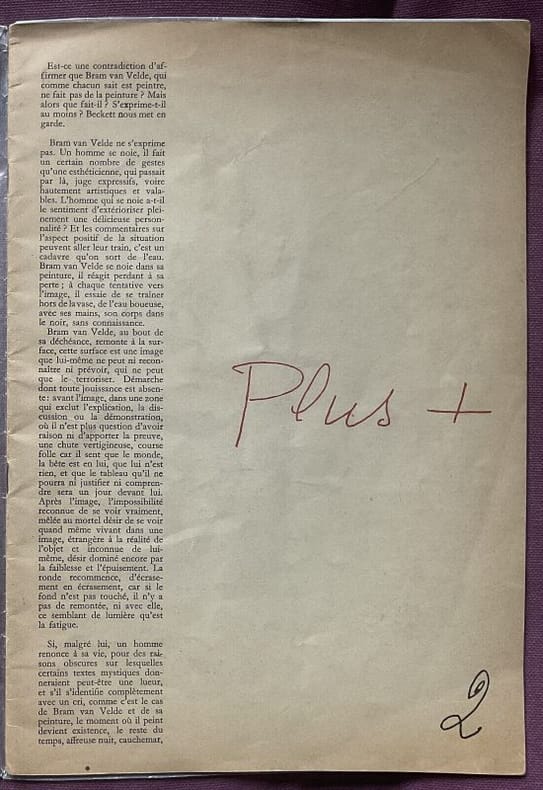 Est-ce une contradiction d'af-
firmer que Bram van Velde, qui
comme chacun sait est peintre,
ne fait pas de la peinture ? Mais
alors que fait-il ? S'exprime-t-il
au moins ? Beckett nous met en
garde.
Bram van Velde ne s'exprime
pas. Un homme se noie, il fait
un certain nombre de gestes
qu'une esthéticienne, qui passait
par là, juge expressifs, voire
hautement artistiques et vala-
bles. L'homme qui se noie a-t-il
le sentiment d'extérioriser plei-
nement une délicieuse person-
nalité ? Et les commentaires sur
l'aspect positif de la situation
peuvent aller leur train, c'est un
cadavre qu'on sort de l'eau.
Bram van Velde se noie dans sa
peinture, il réagit perdant à sa
perte ; à chaque tentative vers
l'image, il essaie de se traîner
hors de la vase, de l'eau boueuse,
avec ses mains, son corps dans
le noir, sans connaissance.
Bram van Velde, au bout de
sa déchéance, remonte à la sur-
face, cette surface est une image
que lui-même ne peut ni recon-
naître ni prévoir, qui ne peut
que le terroriser. Démarche
dont toute jouissance est absen-
te : avant l'image, dans une zone
qui exclut l'explication, la dis-
cussion ou la démonstration,
où il n'est plus question d'avoir
raison ni d'apporter la preuve,
une chute vertigineuse, course
folle car il sent que le monde,
la bête est en lui, que lui n'est
rien, et que le tableau qu'il ne
pourra ni justifier ni compren-
dre sera un jour devant lui.
Après l'image, l'impossibilité
reconnue de se voir vraiment,
mêlée au mortel désir de se voir
quand même vivant dans une
image, étrangère à la réalité de
l'objet et inconnue de lui-
même, désir dominé encore par
la faiblesse et l'épuisement. La
ronde recommence, d'écrase-
ment en écrasement, car si le
fond n'est pas touché, il n'y a
pas de remontée, ni avec elle,
ce semblant de lumière qu'est
la fatigue.
Si, malgré lui, un homme
renonce à sa vie, pour des rai-
sons obscures sur lesquelles
certains textes mystiques don-
neraient peut-être une lueur,
et s'il s'identifie complètement
avec un cri, comme c'est le cas
de Bram van Velde et de sa
peinture, le moment où il peint
devient existence, le reste du
temps, affreuse nuit, cauchemar,
Plus +
2